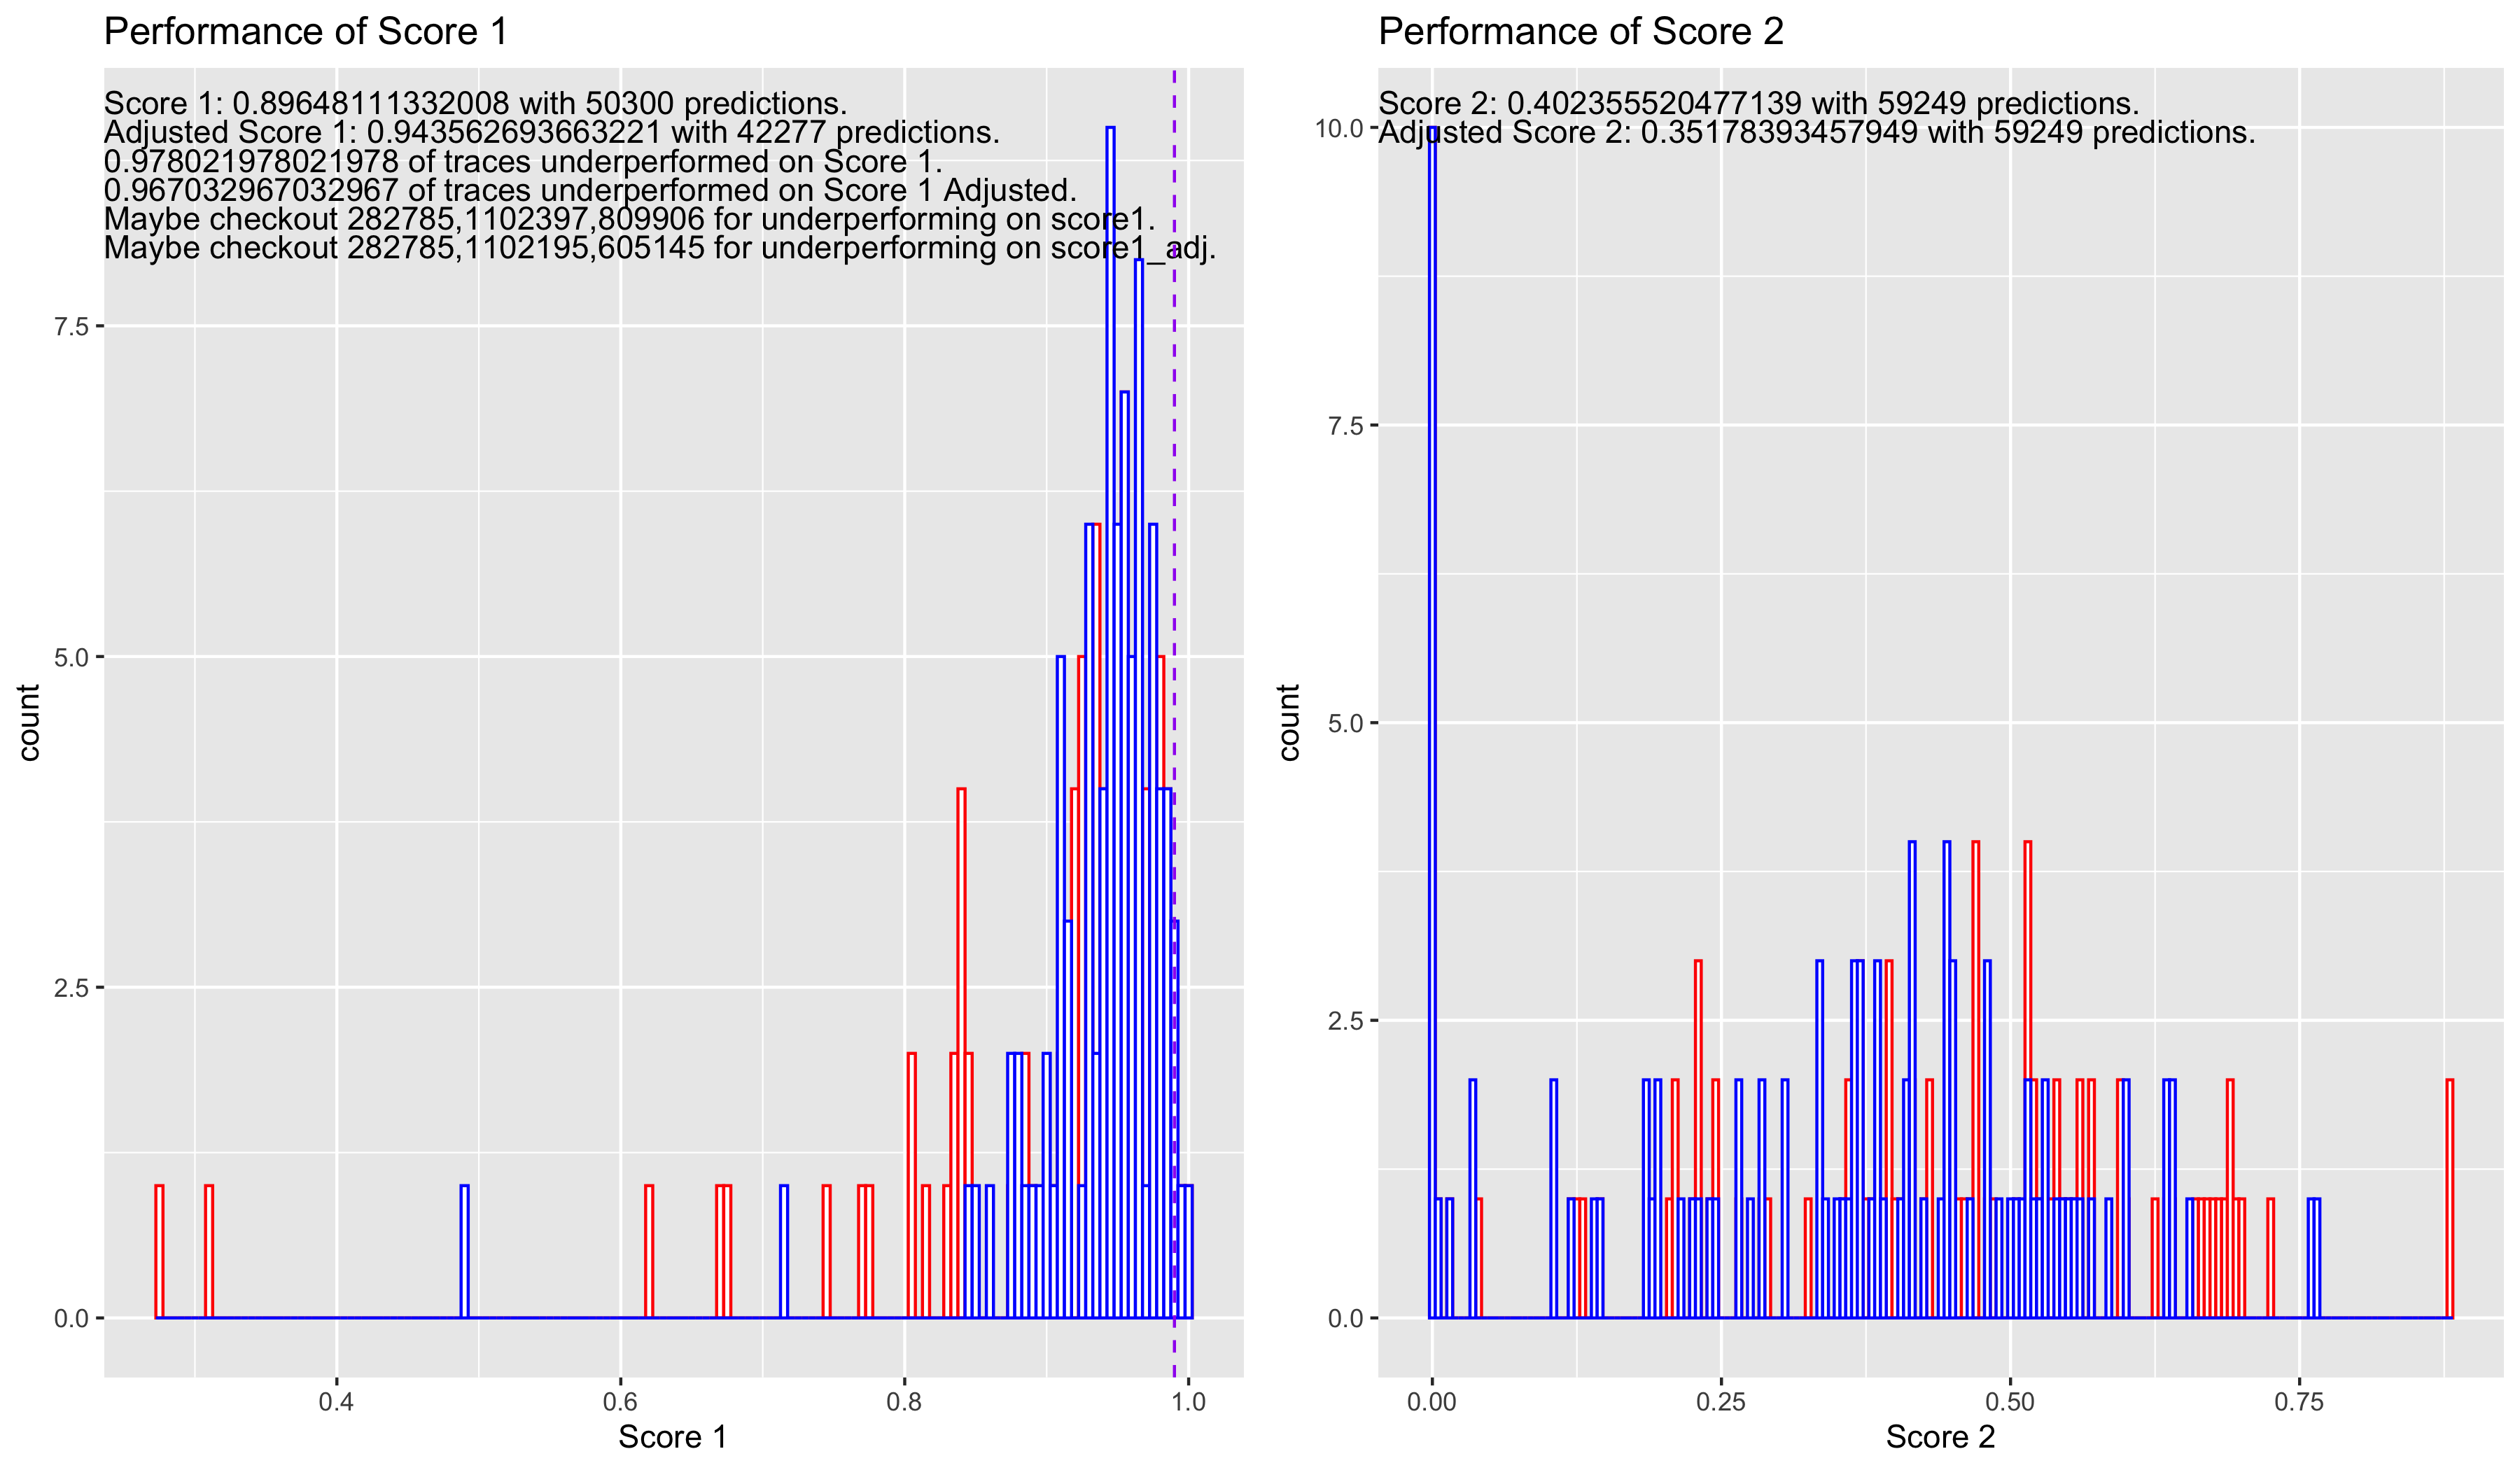 Performance of Score 1
Score 1: 0.89648111332008 with 50300 predictions.
Adjusted Score 1: 0.943562693663221 with 42277 predictions.
0.978021978021978 of traces underperformed on Score 1.
0.967032967032967 of traces underperformed on Score 1 Adjusted.
Maybe checkout 282785,1102397,809906 for underperforming on score1.
Maybe checkout 282785,1102195,605145 for underperforming on score1_adj.
7.5
5.0
2.5
0.0
count
0.4 0.6 0.8 1.0
Score 1
Performance of Score 2
Score 2: 0.402355520477139 with 59249 predictions.
Adjusted Score 2: 0.35178393457949 with 59249 predictions.
10.0
7.5
5.0
2.5
0.0
count
0.00 0.25 0.50 0.75
Score 2